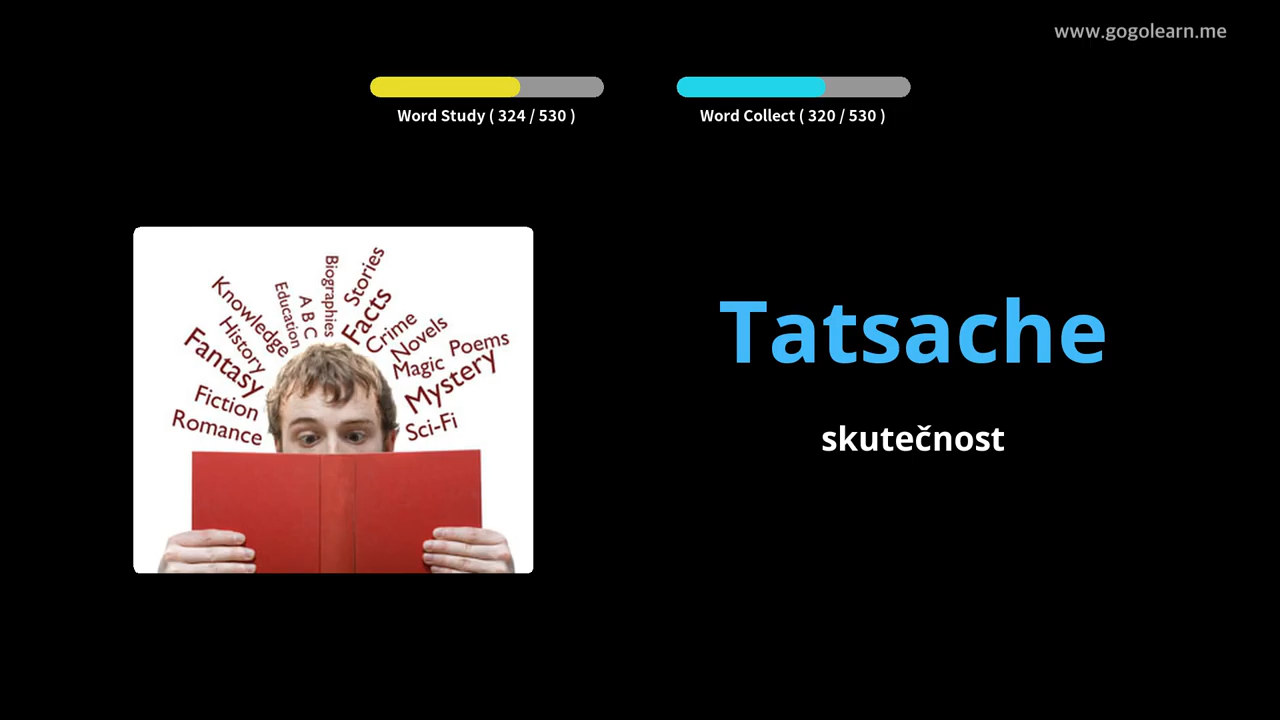 www.gogolearn.me
Word Study ( 324 / 530 )
Word Collect ( 320 / 530 )
Knowledge
Education
A B C
Biographies
Stories
Facts
Crime
Novels
Poems
Magic
Mystery
Sci-Fi
History
Fantasy
Fiction
Romance
Tatsache
skutečnost